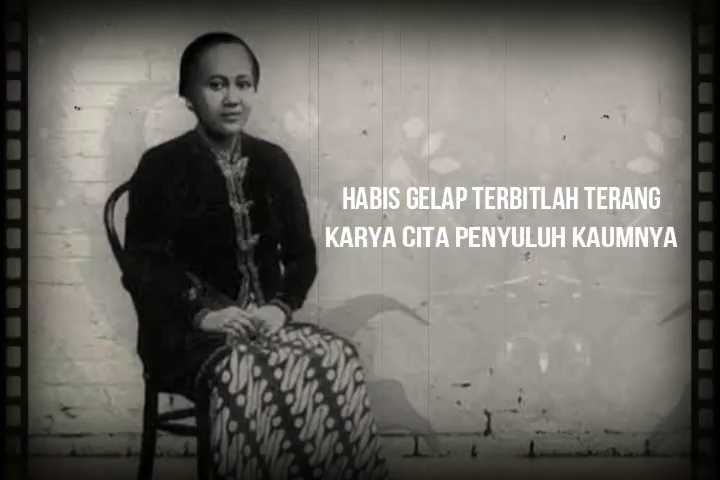 HABIS GELAP TERBITLAH TERANG
KARYA CITA PENYULUH KAUMNYA